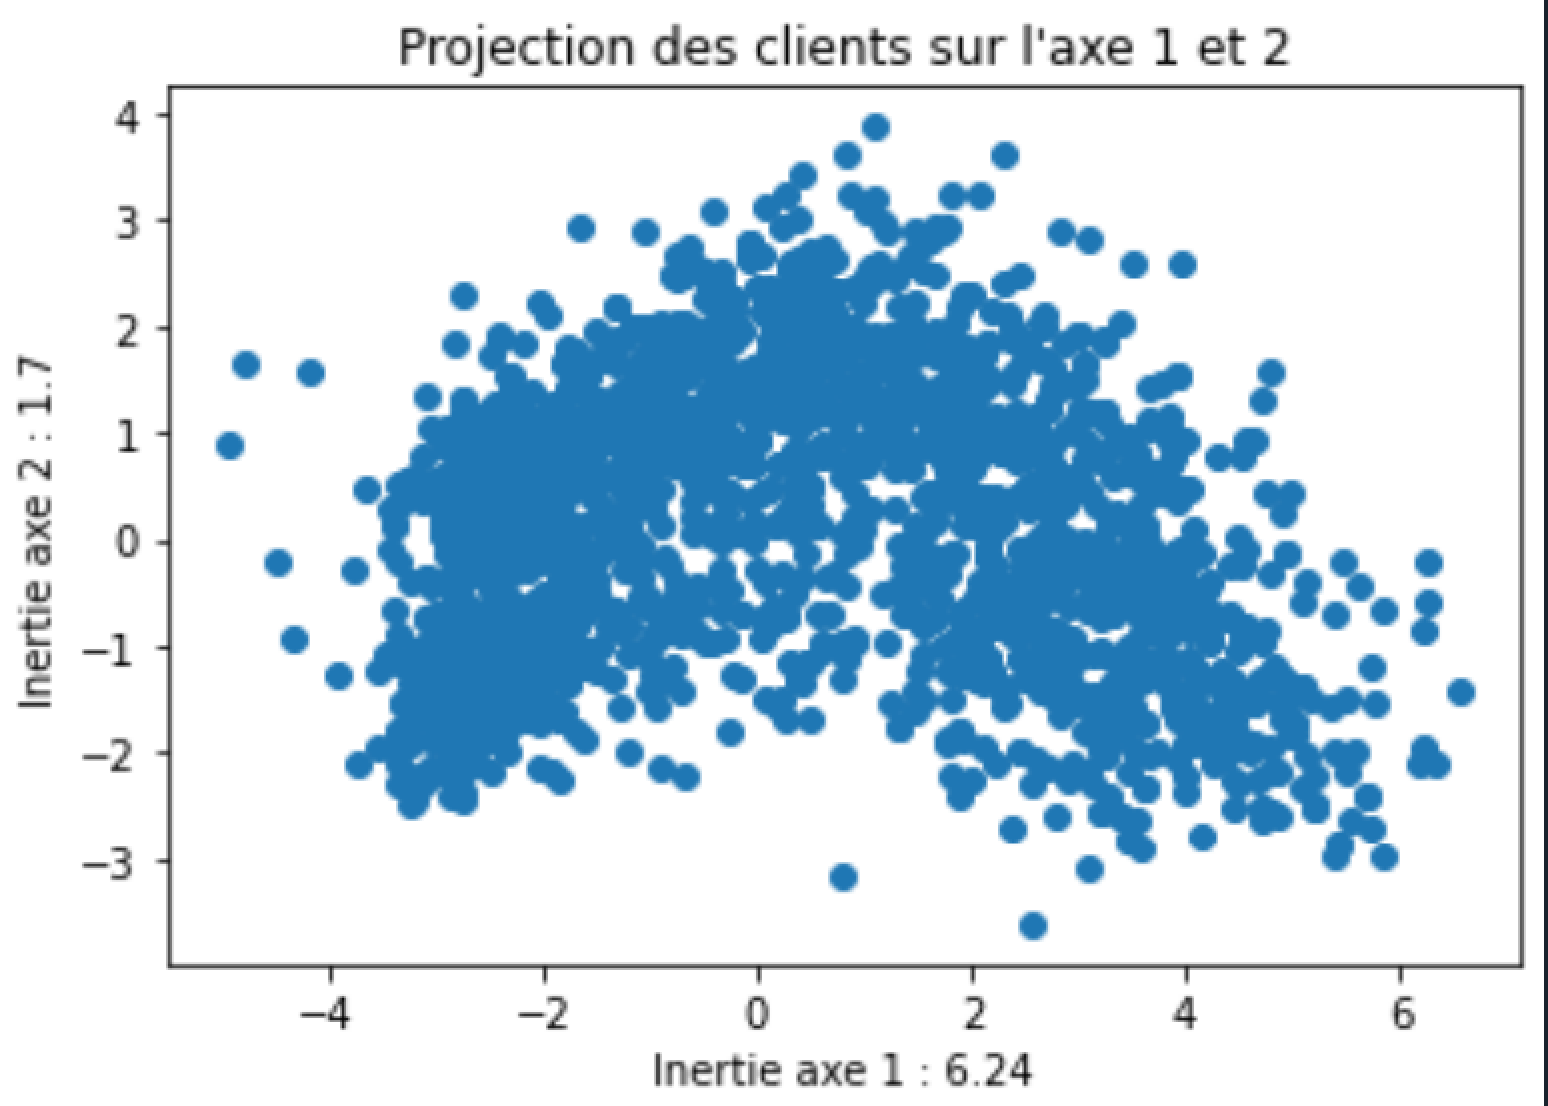 Projection des clients sur l'axe 1 et 2
4
3
2
1
0
−1
−2
−3
Inertie axe 2 : 1.7
−4 −2 0 2 4 6
Inertie axe 1 : 6.24